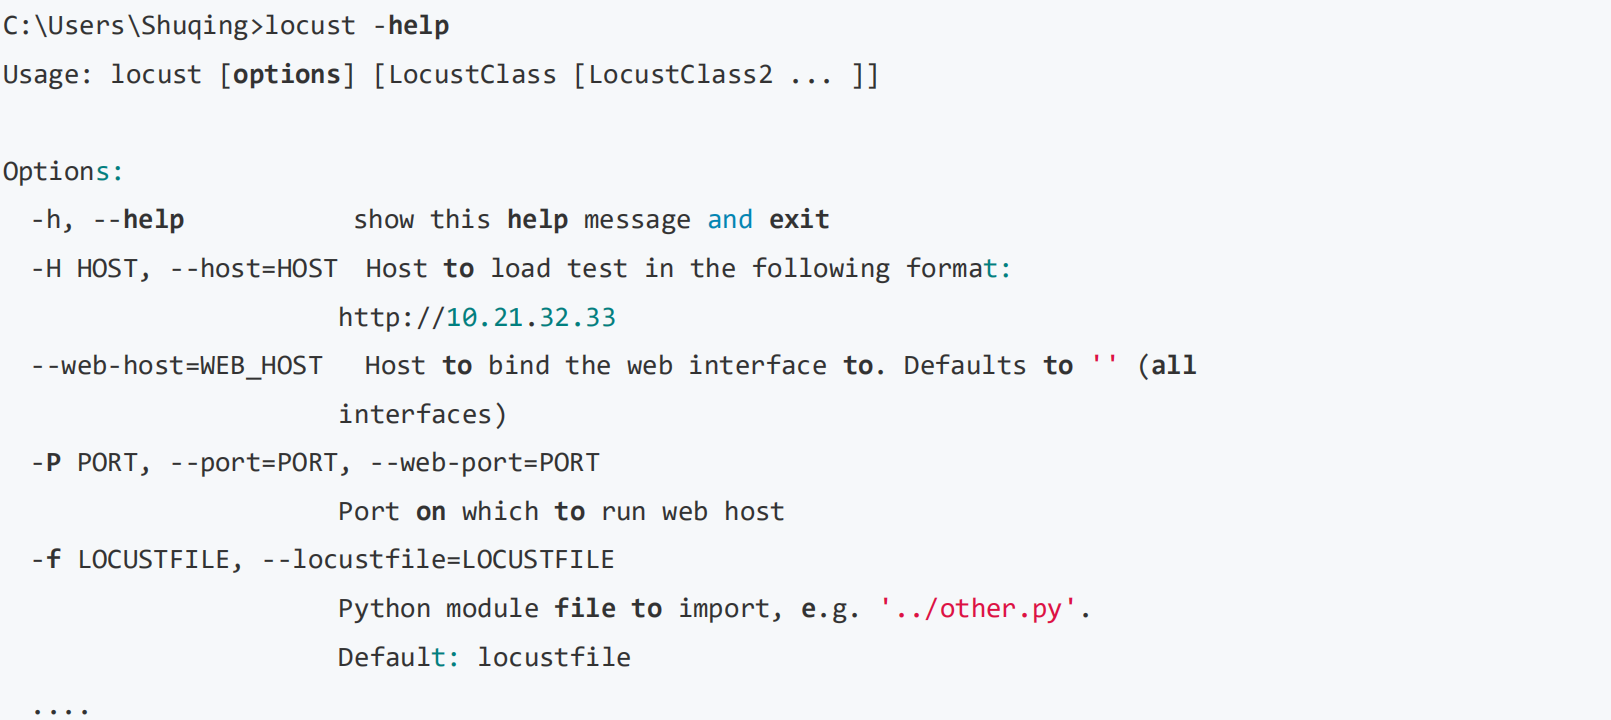 C:\Users\Shuqing>locust -help
Usage: locust [options] [LocustClass [LocustClass2 ... ]]
Options:
-h, --help show this help message and exit
-H HOST, --host=HOST Host to load test in the following format:
http://10.21.32.33
--web-host=WEB_HOST Host to bind the web interface to. Defaults to '' (all
interfaces)
-P PORT, --port=PORT, --web-port=PORT
Port on which to run web host
-f LOCUSTFILE, --locustfile=LOCUSTFILE
Python module file to import, e.g. '../other.py'.
Default: locustfile
....